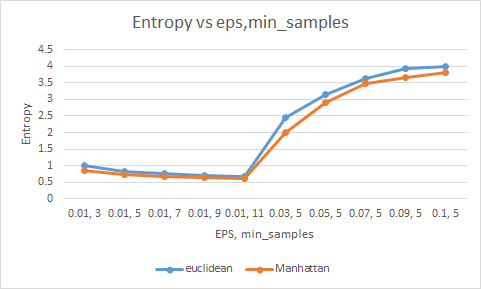 Entropy vs eps,min_samples
4.5
4
3.5
3
2.5
2
1.5
1
0.5
0
Entropy
0.01, 3 0.01, 5 0.01, 7 0.01, 9 0.01, 11 0.03, 5 0.05, 5 0.07, 5 0.09, 5 0.1, 5
EPS, min_samples
euclidean Manhattan